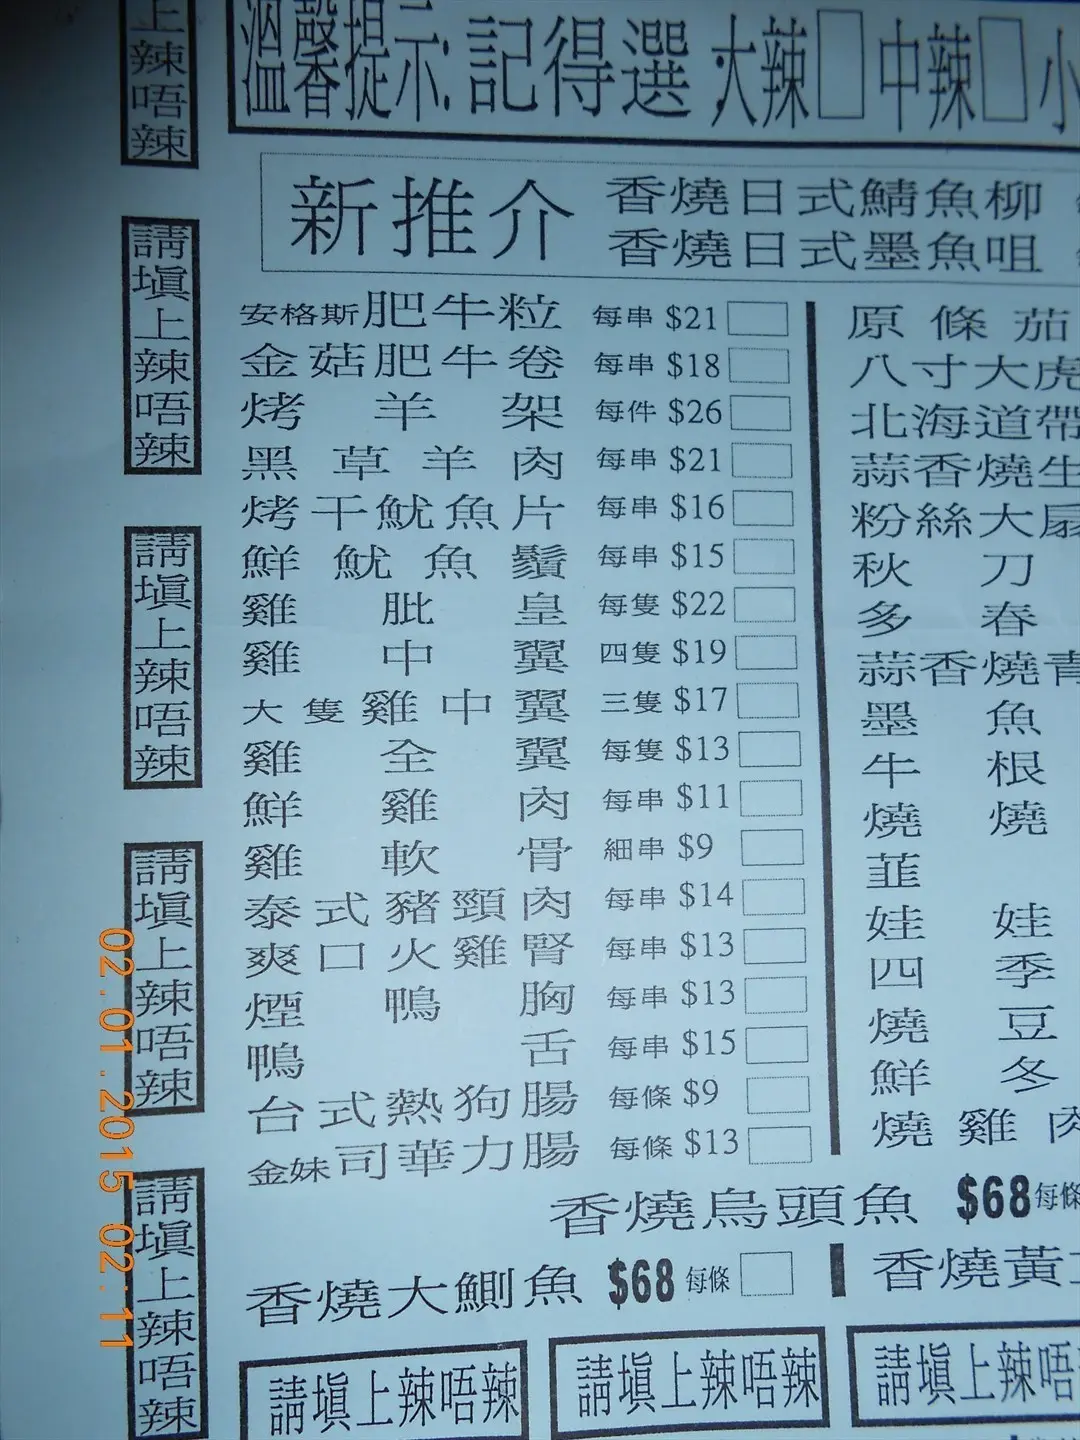 上辣唔辣
溫馨提示: 記得選 大辣□ 中辣□ 小
新推介
香燒日式鯖魚柳
香燒日式墨魚咀
請塡上辣唔辣
請塡上辣唔辣
請塡上辣唔辣
請塡上辣唔辣
安格斯肥牛粒 每串 $21
金菇肥牛卷 每串 $18
烤羊架 每件 $26
黑草羊肉 每串 $21
烤干魷魚片 每串 $16
鮮魷魚鬚 每串 $15
雞肶皇 每隻 $22
雞中翼 四隻 $19
大隻雞中翼 三隻 $17
雞全翼 每隻 $13
鮮雞肉 每串 $11
雞軟骨 細串 $9
泰式豬頸肉 每串 $14
爽口火雞腎 每串 $13
煙鴨胸 每串 $13
鴨舌 每串 $15
台式熱狗腸 每條 $9
金妹司華力腸 每條 $13
原條茄
八寸大虎
北海道帶
蒜香燒生
粉絲大扇
秋刀
多春
蒜香燒青
墨魚
牛根
燒燒
韮
娃娃
四季
燒豆
鮮冬
燒雞肉
香燒烏頭魚 $68 每條
香燒大鰂魚 $68 每條
香燒黃
請塡上辣唔辣
請塡上辣唔辣
請塡上辣唔
02.01.2015 02:11